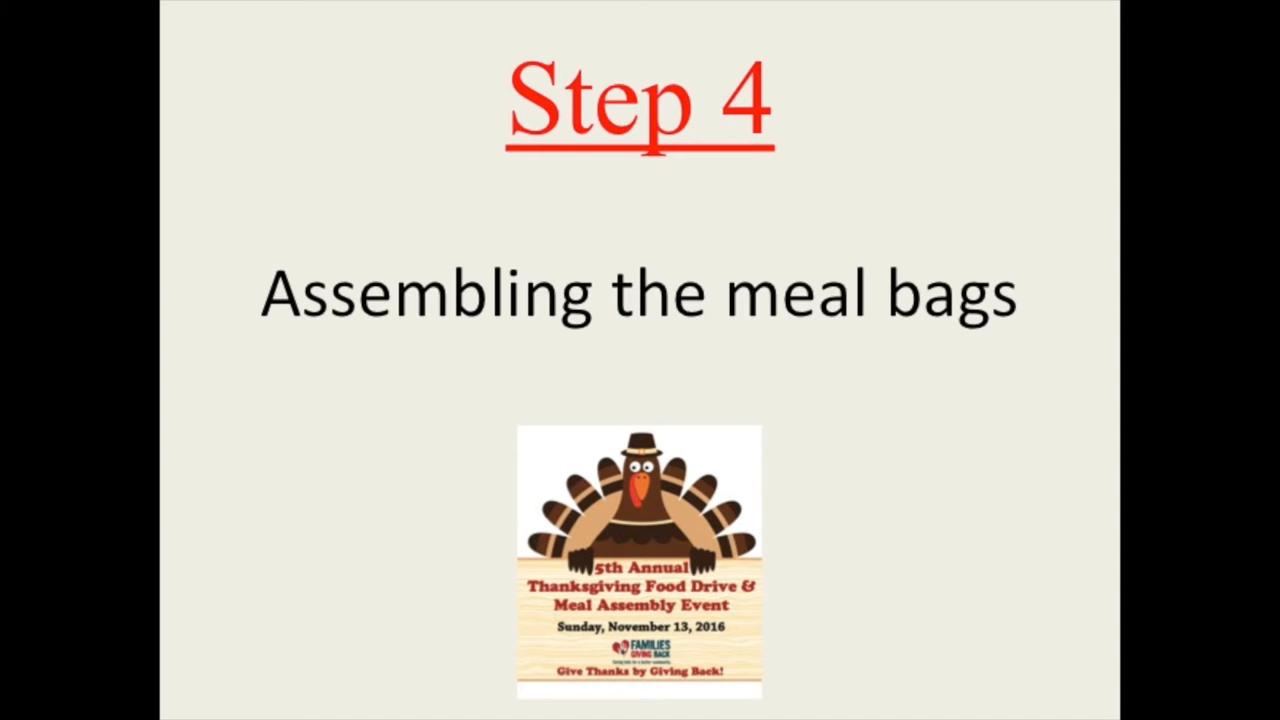 Step 4
Assembling the meal bags
5th Annual
Thanksgiving Food Drive &
Meal Assembly Event
Sunday, November 13, 2016
FAMILIES
GIVING BACK
Give Thanks by Giving Back!